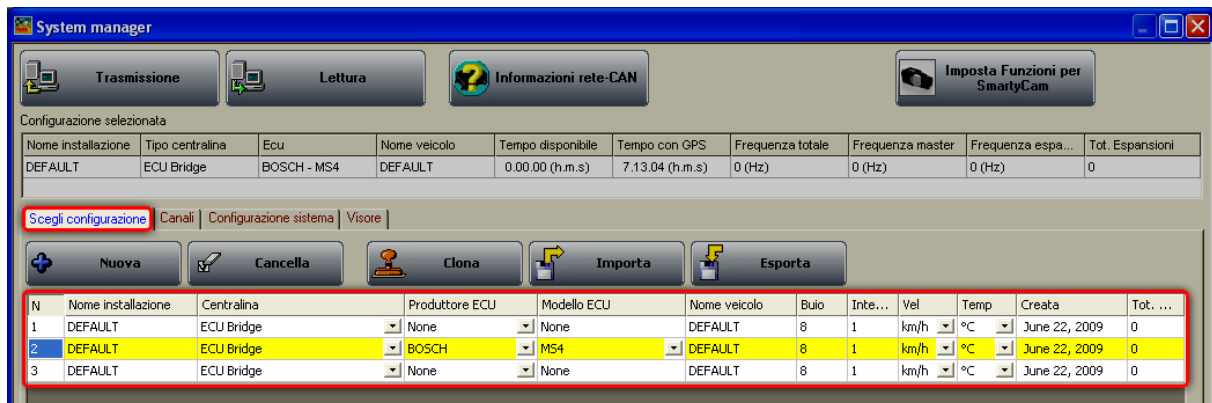 System manager
Trasmissione Lettura Informazioni rete-CAN Imposta Funzioni per SmartyCam
Configurazione selezionata
Nome installazione Tipo centralina Ecu Nome veicolo Tempo disponibile Tempo con GPS Frequenza totale Frequenza master Frequenza espa... Tot. Espansioni
DEFAULT ECU Bridge BOSCH - MS4 DEFAULT 0.00.00 (h.m.s) 7.13.04 (h.m.s) 0 (Hz) 0 (Hz) 0 (Hz) 0
Scegli configurazione Canali Configurazione sistema Visore
Nuova Cancella Clona Importa Esporta
N Nome installazione Centralina Produttore ECU Modello ECU Nome veicolo Buio Inte... Vel Temp Creata Tot. ...
1 DEFAULT ECU Bridge None None DEFAULT 8 1 km/h °C June 22, 2009 0
2 DEFAULT ECU Bridge BOSCH MS4 DEFAULT 8 1 km/h °C June 22, 2009 0
3 DEFAULT ECU Bridge None None DEFAULT 8 1 km/h °C June 22, 2009 0